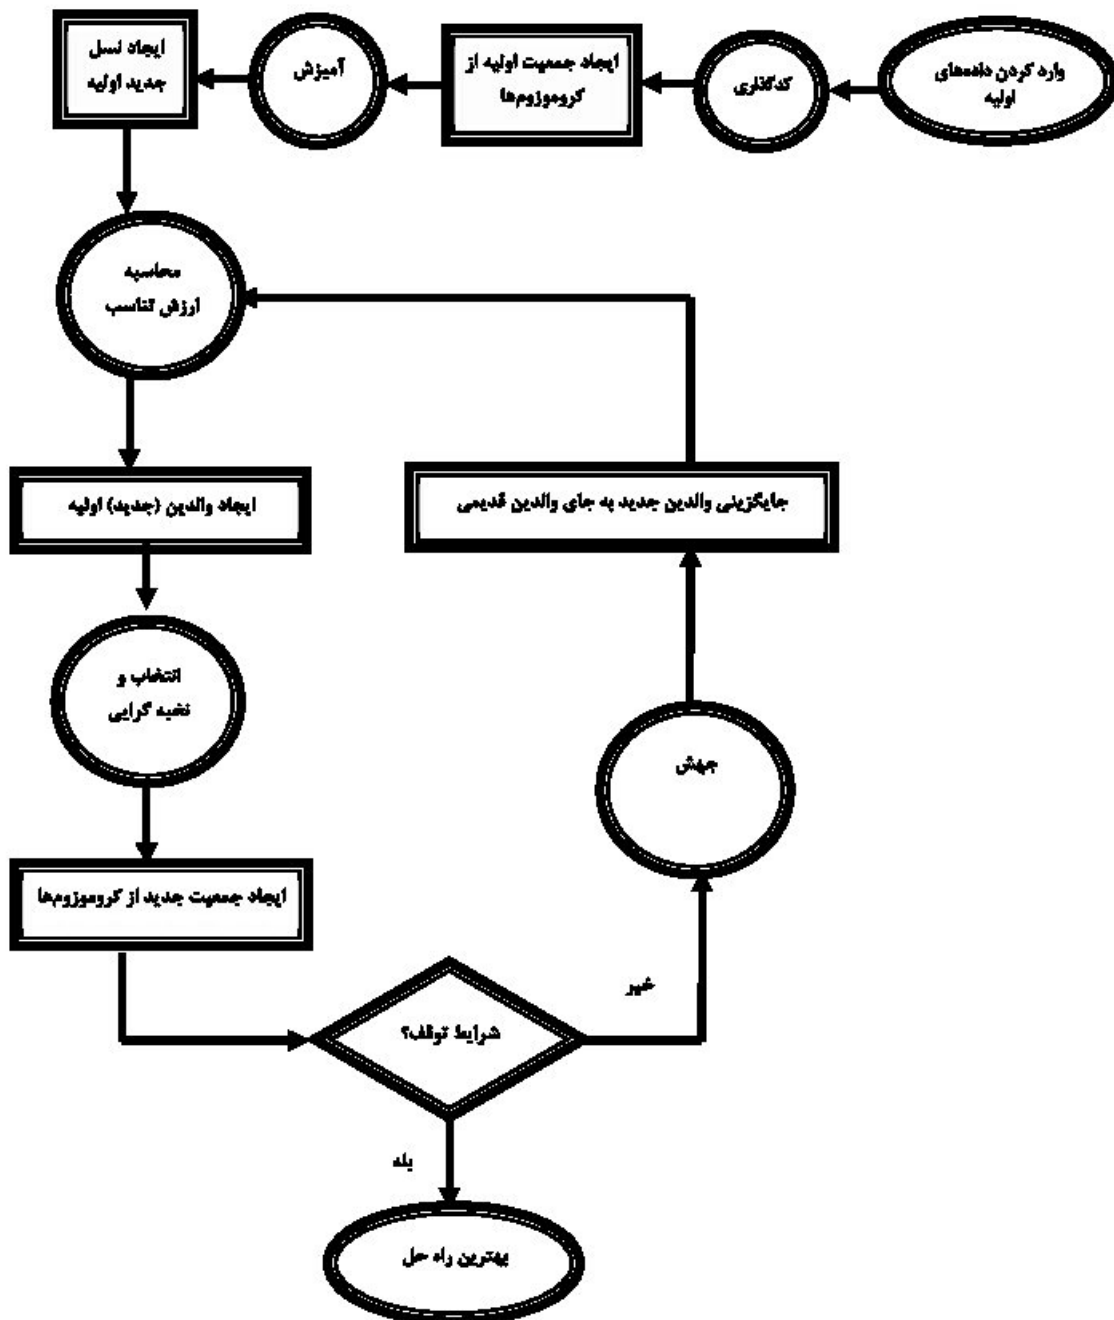 وارد کردن داده‌های
اولیه
کدگذاری
ایجاد جمعیت اولیه از
کروموزوم‌ها
آمیزش
ایجاد نسل
جدید اولیه
محاسبه
ارزش تناسب
ایجاد والدین (جدید) اولیه
جایگزینی والدین جدید به جای والدین قدیمی
انتخاب و
نخبه گرایی
جهش
ایجاد جمعیت جدید از کروموزوم‌ها
شرایط توقف؟
خیر
بله
بهترین راه حل